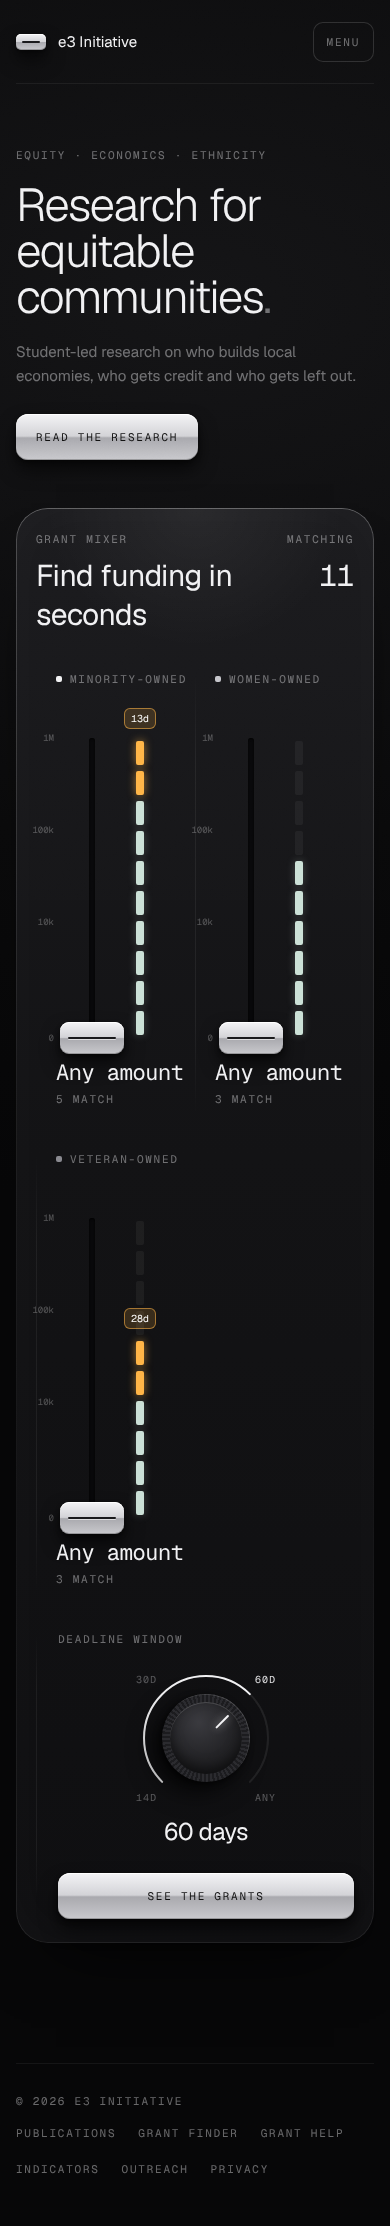 e3 Initiative
MENU
EQUITY · ECONOMICS · ETHNICITY
Research for
equitable
communities.
Student-led research on who builds local
economies, who gets credit and who gets left out.
READ THE RESEARCH
GRANT MIXER
MATCHING
Find funding in
seconds
11
MINORITY-OWNED
WOMEN-OWNED
13d
1M
1M
100k
100k
10k
10k
0
0
Any amount
Any amount
5 MATCH
3 MATCH
VETERAN-OWNED
1M
100k
28d
10k
0
Any amount
3 MATCH
DEADLINE WINDOW
30D
60D
14D
ANY
60 days
SEE THE GRANTS
© 2026 E3 INITIATIVE
PUBLICATIONS GRANT FINDER GRANT HELP
INDICATORS OUTREACH PRIVACY